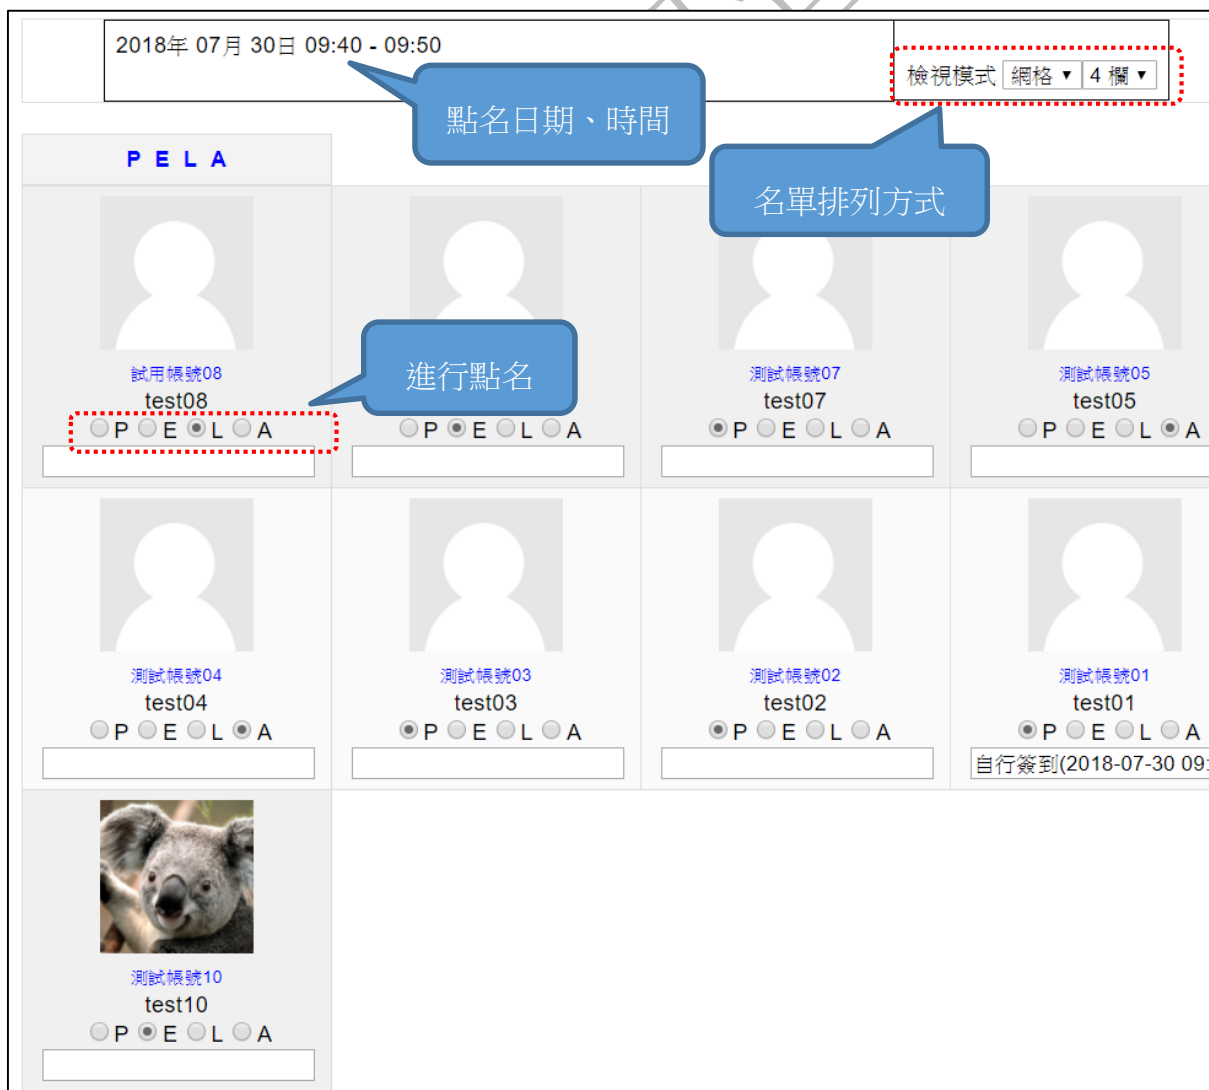 2018年 07月 30日 09:40 - 09:50
檢視模式 網格 ▼ 4 欄 ▼
點名日期、時間
名單排列方式
P E L A
進行點名
試用帳號08
test08
P E L A
P E L A
測試帳號07
test07
P E L A
測試帳號05
test05
P E L A
測試帳號04
test04
P E L A
測試帳號03
test03
P E L A
測試帳號02
test02
P E L A
測試帳號01
test01
P E L A
自行簽到(2018-07-30 09:
測試帳號10
test10
P E L A